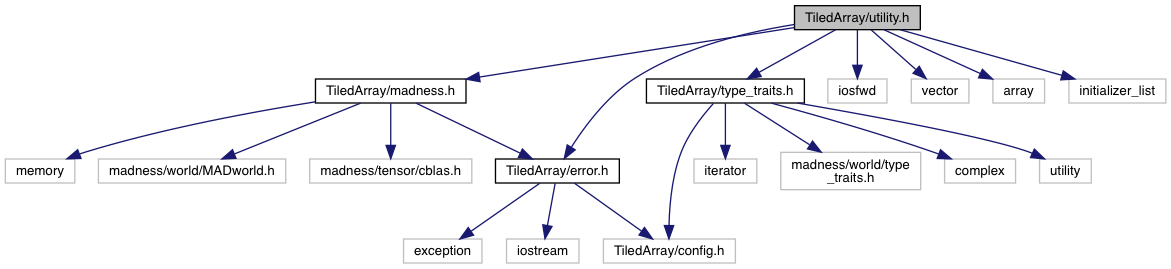 TiledArray/utility.h
TiledArray/madness.h
TiledArray/type_traits.h
iosfwd
vector
array
initializer_list
memory
madness/world/MADworld.h
madness/tensor/cblas.h
TiledArray/error.h
iterator
madness/world/type
_traits.h
complex
utility
exception
iostream
TiledArray/config.h